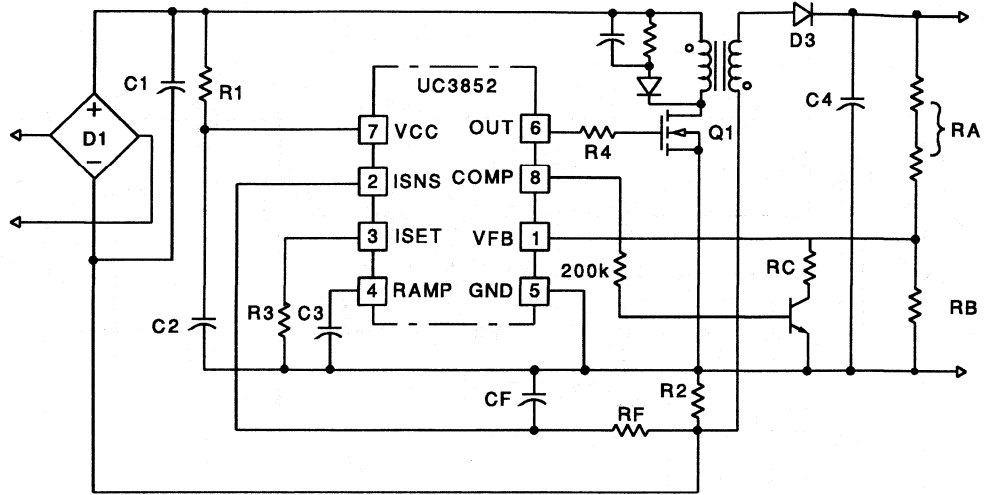 D3
C1
R1
UC3852
C4
RA
+
D1
−
7 VCC
OUT 6
R4
Q1
2 ISNS
COMP 8
3 ISET
VFB 1
200k
RC
4 RAMP
GND 5
C2
R3
C3
RB
CF
R2
RF